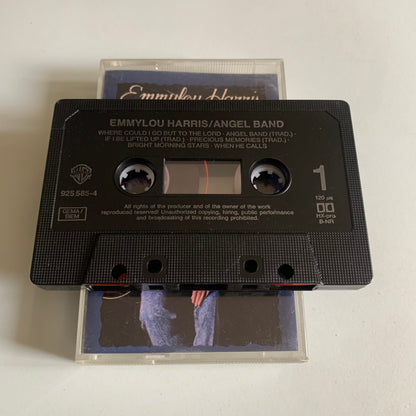 Emmylou Harris
EMMYLOU HARRIS/ANGEL BAND
WHERE COULD I GO BUT TO THE LORD · ANGEL BAND (TRAD.) ·
IF I BE LIFTED UP (TRAD.) · PRECIOUS MEMORIES (TRAD.) ·
BRIGHT MORNING STARS · WHEN HE CALLS
925 585-4
1
120 µs
HX-pro
B-NR
GEMA/
BIEM
All rights of the producer and of the owner of the work
reproduced reserved! Unauthorized copying, hiring, public performance
and broadcasting of this recording prohibited.